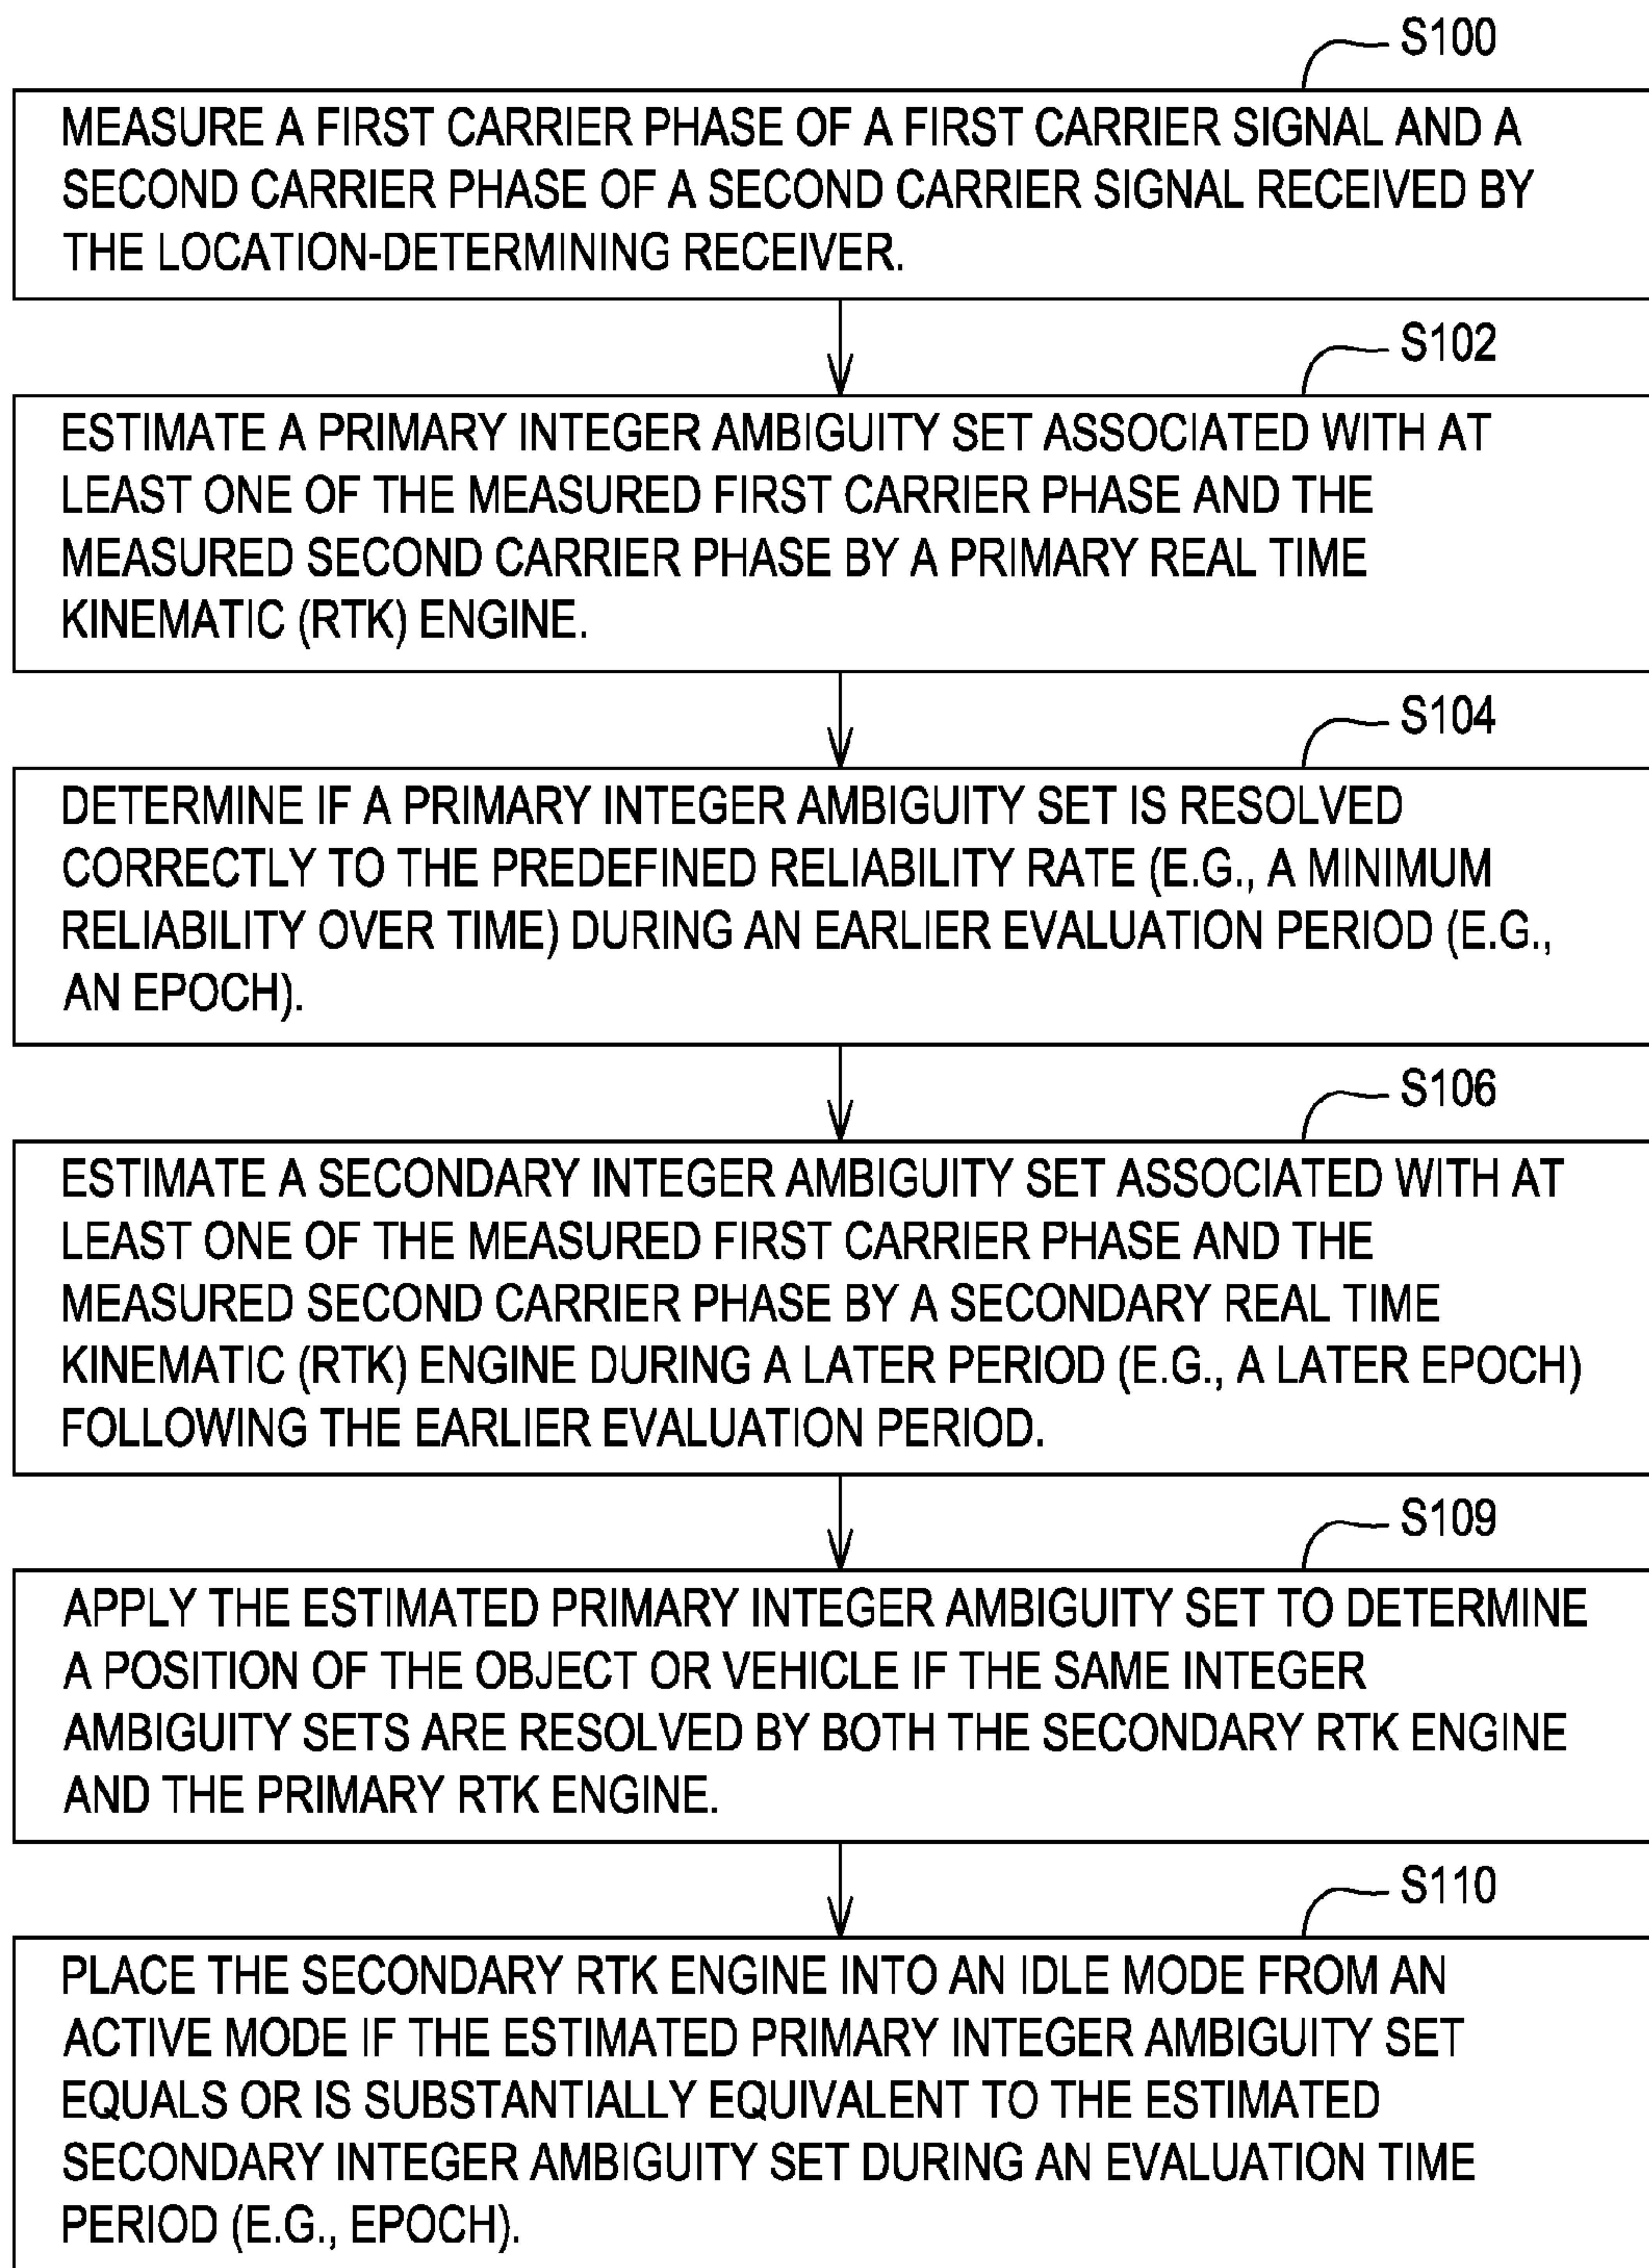 S100
MEASURE A FIRST CARRIER PHASE OF A FIRST CARRIER SIGNAL AND A
SECOND CARRIER PHASE OF A SECOND CARRIER SIGNAL RECEIVED BY
THE LOCATION-DETERMINING RECEIVER.
S102
ESTIMATE A PRIMARY INTEGER AMBIGUITY SET ASSOCIATED WITH AT
LEAST ONE OF THE MEASURED FIRST CARRIER PHASE AND THE
MEASURED SECOND CARRIER PHASE BY A PRIMARY REAL TIME
KINEMATIC (RTK) ENGINE.
S104
DETERMINE IF A PRIMARY INTEGER AMBIGUITY SET IS RESOLVED
CORRECTLY TO THE PREDEFINED RELIABILITY RATE (E.G., A MINIMUM
RELIABILITY OVER TIME) DURING AN EARLIER EVALUATION PERIOD (E.G.,
AN EPOCH).
S106
ESTIMATE A SECONDARY INTEGER AMBIGUITY SET ASSOCIATED WITH AT
LEAST ONE OF THE MEASURED FIRST CARRIER PHASE AND THE
MEASURED SECOND CARRIER PHASE BY A SECONDARY REAL TIME
KINEMATIC (RTK) ENGINE DURING A LATER PERIOD (E.G., A LATER EPOCH)
FOLLOWING THE EARLIER EVALUATION PERIOD.
S109
APPLY THE ESTIMATED PRIMARY INTEGER AMBIGUITY SET TO DETERMINE
A POSITION OF THE OBJECT OR VEHICLE IF THE SAME INTEGER
AMBIGUITY SETS ARE RESOLVED BY BOTH THE SECONDARY RTK ENGINE
AND THE PRIMARY RTK ENGINE.
S110
PLACE THE SECONDARY RTK ENGINE INTO AN IDLE MODE FROM AN
ACTIVE MODE IF THE ESTIMATED PRIMARY INTEGER AMBIGUITY SET
EQUALS OR IS SUBSTANTIALLY EQUIVALENT TO THE ESTIMATED
SECONDARY INTEGER AMBIGUITY SET DURING AN EVALUATION TIME
PERIOD (E.G., EPOCH).